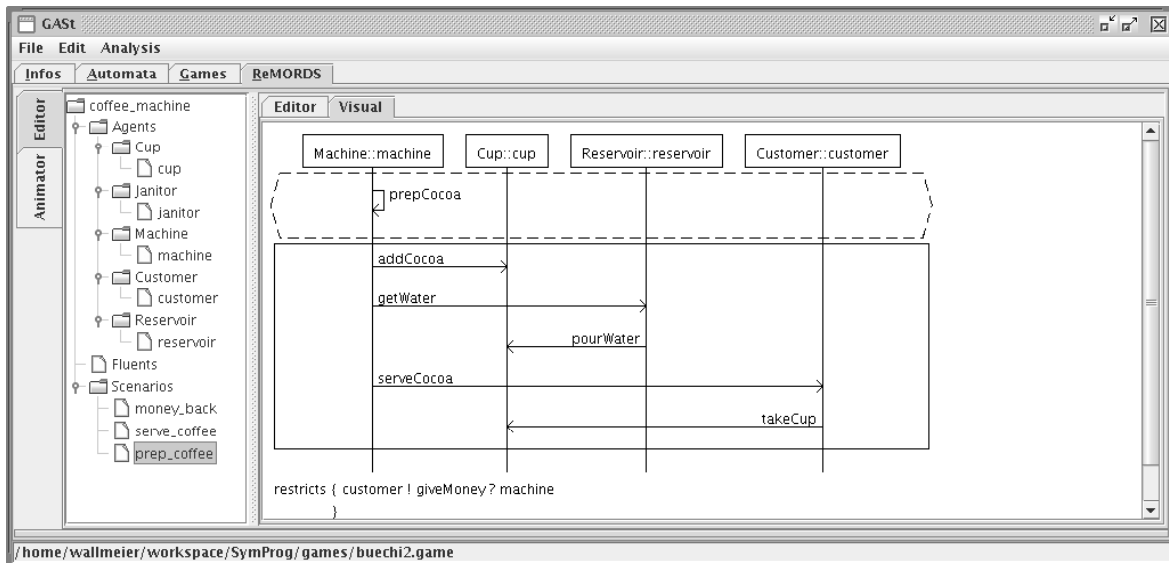 GASt
File Edit Analysis
Infos Automata Games ReMORDS
Editor
Animator
coffee_machine
Agents
Cup
cup
Janitor
janitor
Machine
machine
Customer
customer
Reservoir
reservoir
Fluents
Scenarios
money_back
serve_coffee
prep_coffee
Editor Visual
Machine::machine Cup::cup Reservoir::reservoir Customer::customer
prepCocoa
addCocoa
getWater
pourWater
serveCocoa
takeCup
restricts { customer ! giveMoney ? machine
}
/home/wallmeier/workspace/SymProg/games/buechi2.game